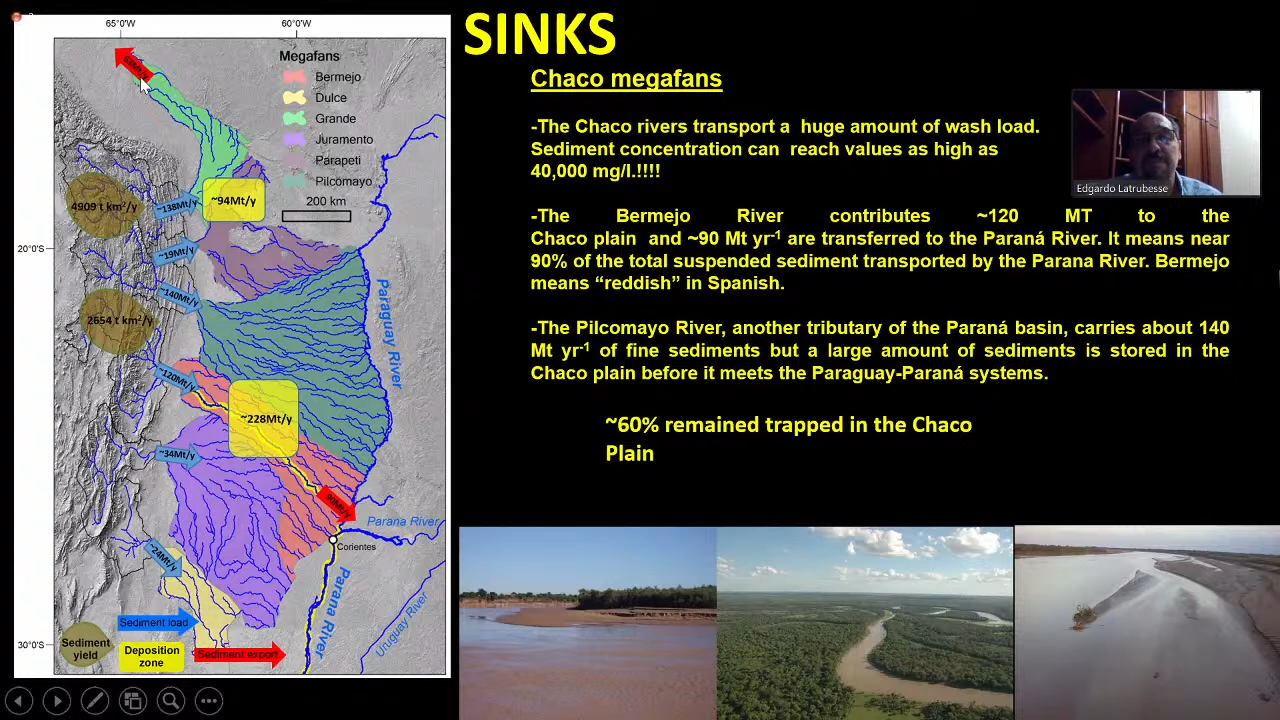 SINKS
Chaco megafans
-The Chaco rivers transport a huge amount of wash load.
Sediment concentration can reach values as high as
40,000 mg/l.!!!!
-The Bermejo River contributes ~120 MT to the
Chaco plain and ~90 Mt yr-1 are transferred to the Paraná River. It means near
90% of the total suspended sediment transported by the Parana River. Bermejo
means “reddish” in Spanish.
-The Pilcomayo River, another tributary of the Paraná basin, carries about 140
Mt yr-1 of fine sediments but a large amount of sediments is stored in the
Chaco plain before it meets the Paraguay-Paraná systems.
~60% remained trapped in the Chaco
Plain
Edgardo Latrubesse
65°0'W
60°0'W
Megafans
Bermejo
Dulce
Grande
Juramento
Parapeti
Pilcomayo
200 km
20°0'S
30°0'S
4909 t km2/y
~138Mt/y
~94Mt/y
~19Mt/y
~140Mt/y
2654 t km2/y
~120Mt/y
~228Mt/y
~34Mt/y
90Mt/y
~24Mt/y
Paraguay River
Parana River
Corientes
Parana River
Uruguay River
Sediment load
Sediment
yield
Deposition
zone
Sediment export